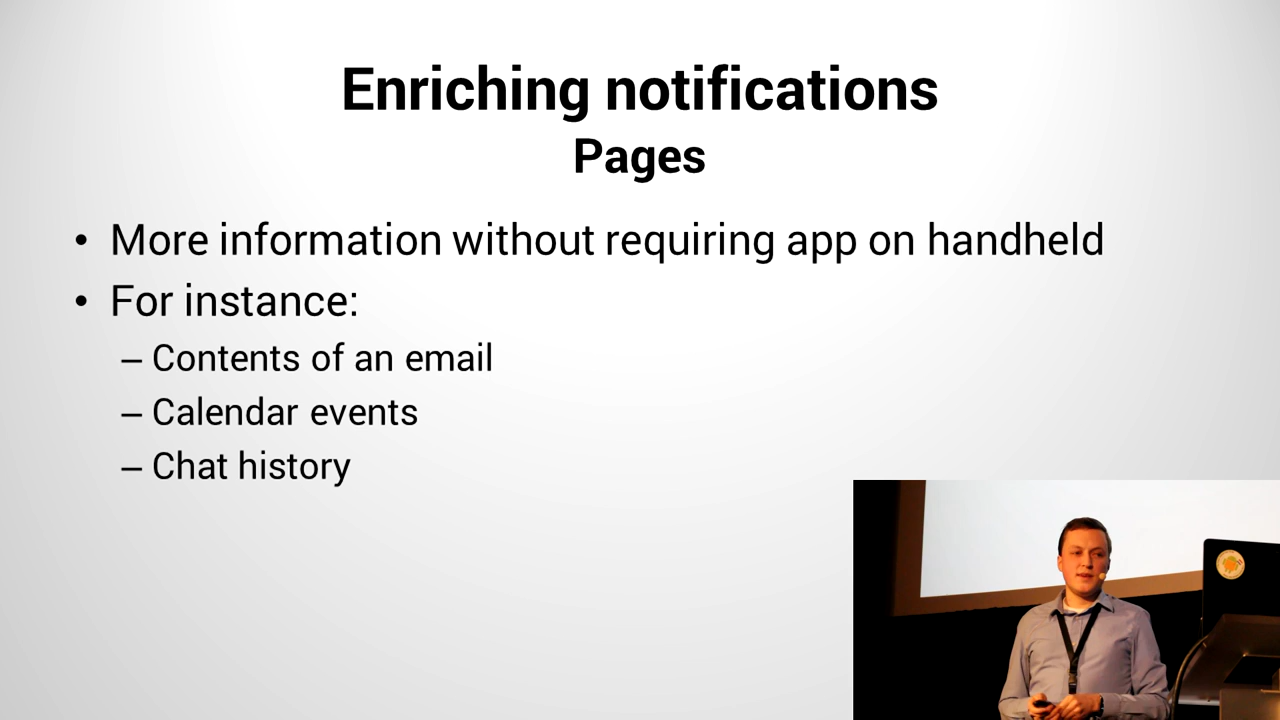 Enriching notifications
Pages
• More information without requiring app on handheld
• For instance:
– Contents of an email
– Calendar events
– Chat history